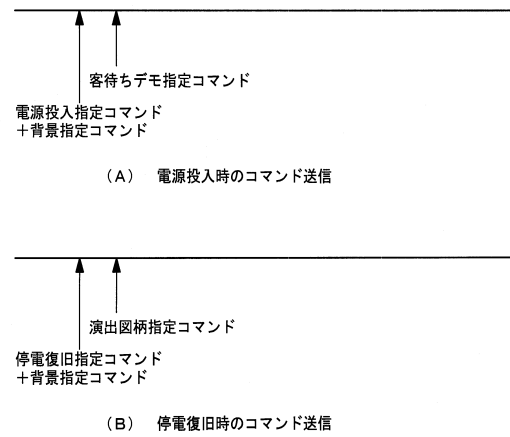 客待ちデモ指定コマンド
電源投入指定コマンド
＋背景指定コマンド
（A）　電源投入時のコマンド送信
演出図柄指定コマンド
停電復旧指定コマンド
＋背景指定コマンド
（B）　停電復旧時のコマンド送信